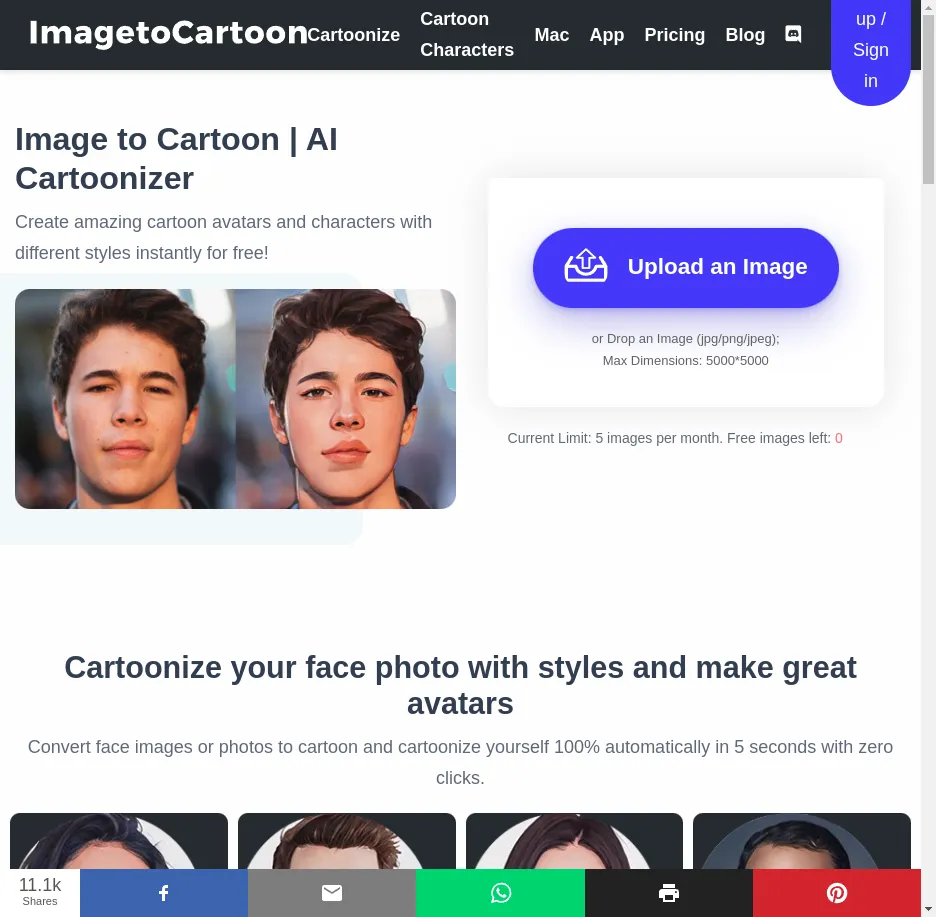 ImagetoCartoon
Cartoonize
Cartoon
Characters
Mac
App
Pricing
Blog
up /
Sign
in
Image to Cartoon | AI
Cartoonizer
Create amazing cartoon avatars and characters with
different styles instantly for free!
Upload an Image
or Drop an Image (jpg/png/jpeg);
Max Dimensions: 5000*5000
Current Limit: 5 images per month. Free images left: 0
Cartoonize your face photo with styles and make great
avatars
Convert face images or photos to cartoon and cartoonize yourself 100% automatically in 5 seconds with zero
clicks.
11.1k
Shares